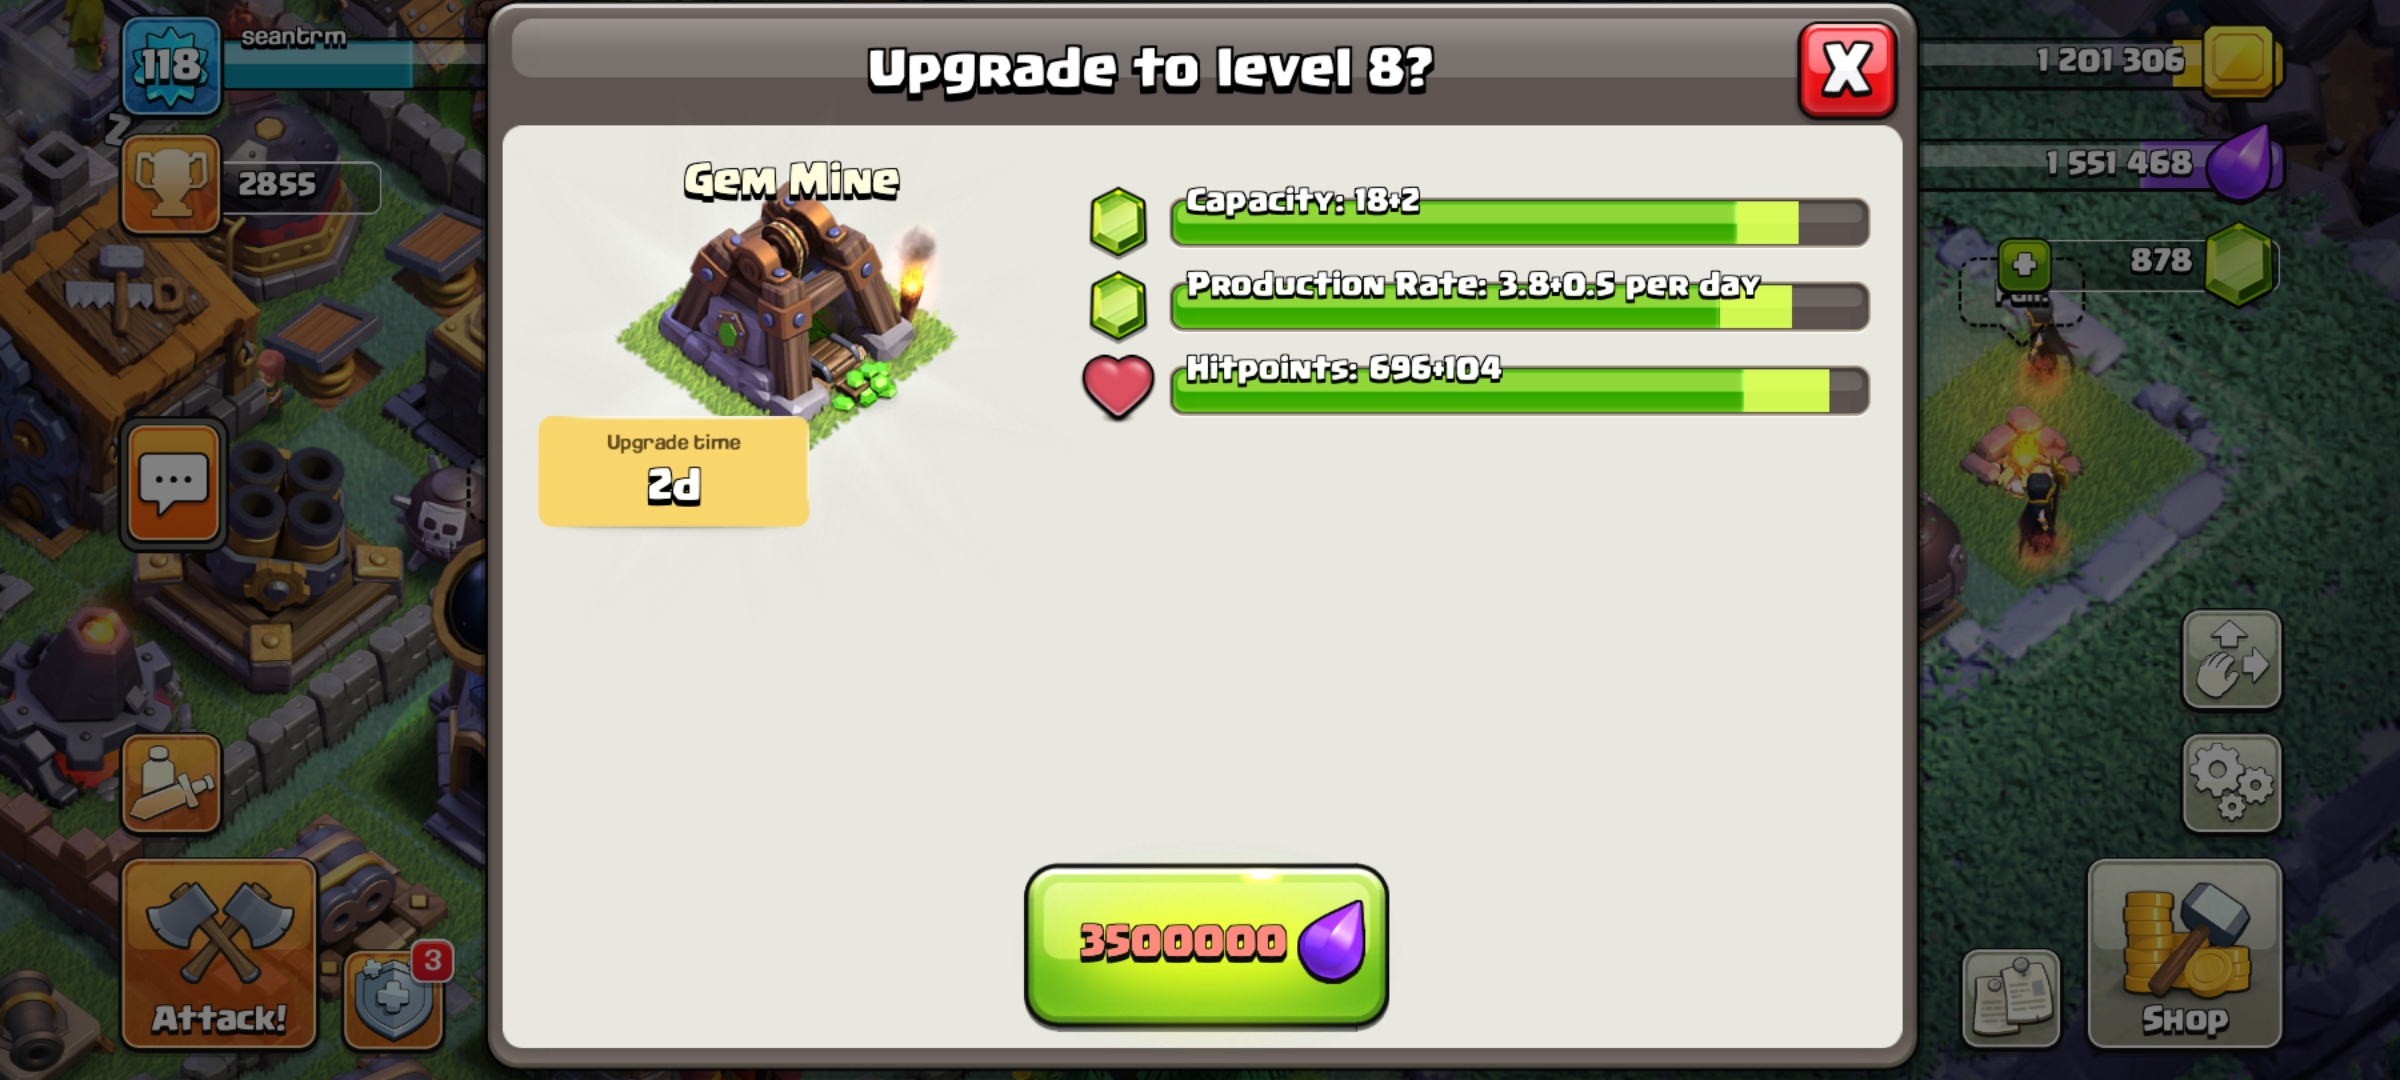 Upgrade to level 8?
X
118
seantrm
2855
1 201 306
1 551 468
878
Full!
Gem Mine
Capacity: 18+2
Production Rate: 3.8+0.5 per day
Hitpoints: 696+104
Upgrade time
2d
3500000
Attack!
3
Shop